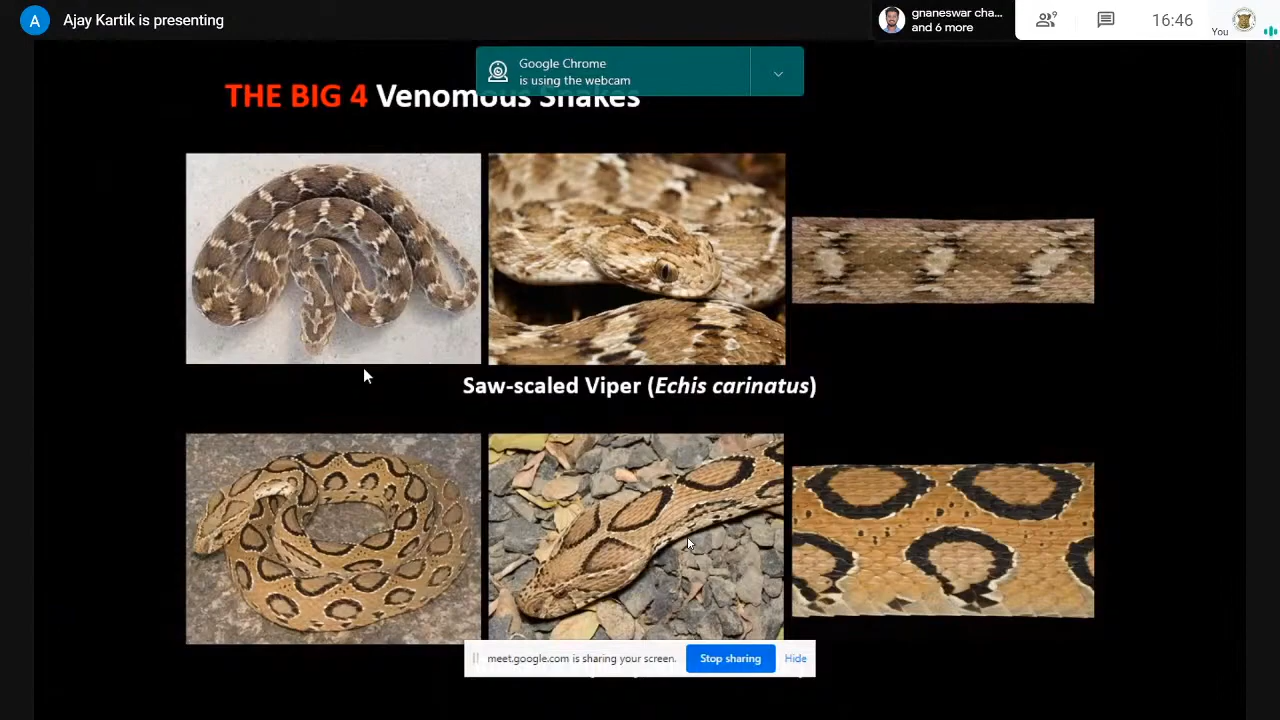 A
Ajay Kartik is presenting
gnaneswar cha...
and 6 more
9
16:46
You
Google Chrome
is using the webcam
THE BIG 4 Venomous Snakes
Saw-scaled Viper (Echis carinatus)
meet.google.com is sharing your screen.
Stop sharing
Hide